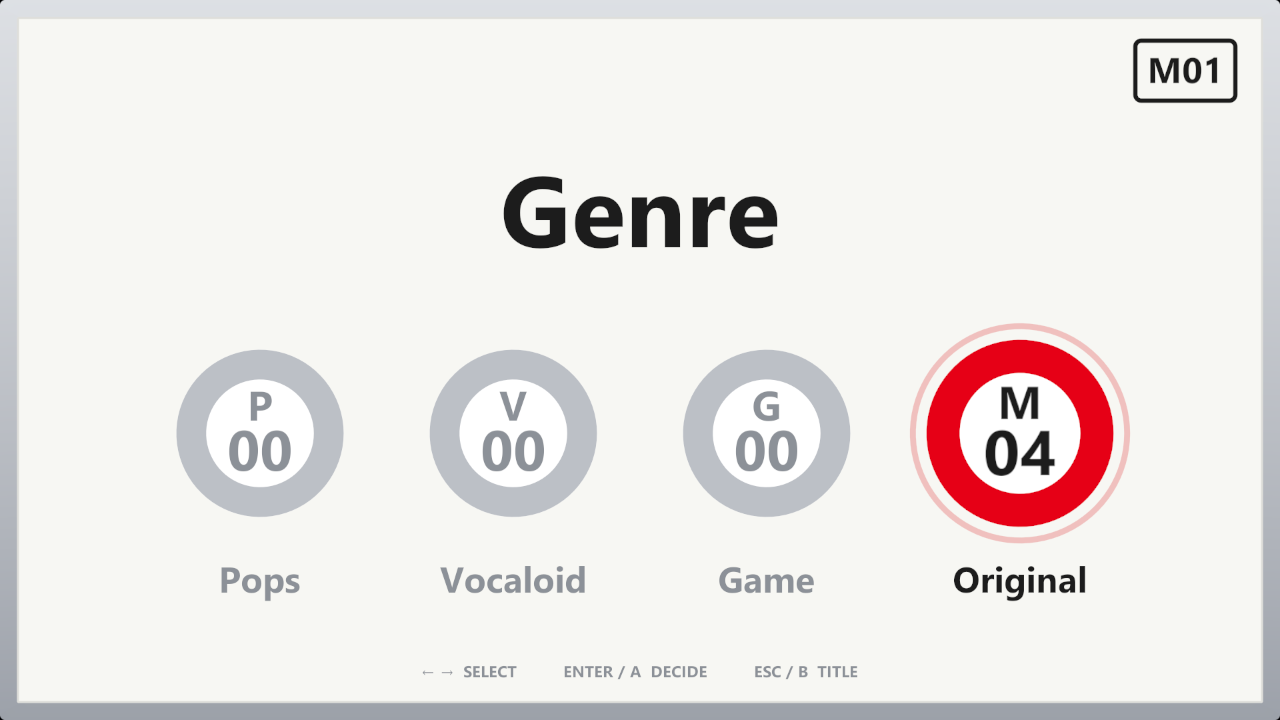 M01
Genre
P
00
V
00
G
00
M
04
Pops
Vocaloid
Game
Original
← → SELECT ENTER / A DECIDE ESC / B TITLE